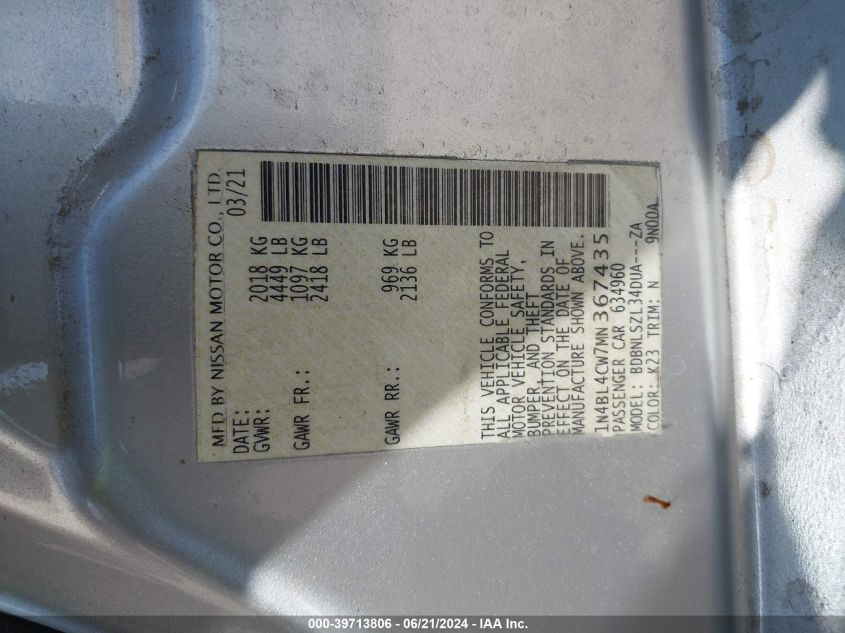 MFD BY NISSAN MOTOR CO., LTD.
DATE: 03/21
GVWR: 2018 KG
4449 LB
GAWR FR.: 1097 KG
2418 LB
GAWR RR.: 969 KG
2136 LB
THIS VEHICLE CONFORMS TO
ALL APPLICABLE FEDERAL
MOTOR VEHICLE SAFETY,
BUMPER, AND THEFT
PREVENTION STANDARDS IN
EFFECT ON THE DATE OF
MANUFACTURE SHOWN ABOVE.
1N4BL4CW7MN367435
PASSENGER CAR 634960
MODEL: BDBNLSZL34DUA----ZA
COLOR: K23 TRIM: N 9N00A
000-39713806 - 06/21/2024 - IAA Inc.